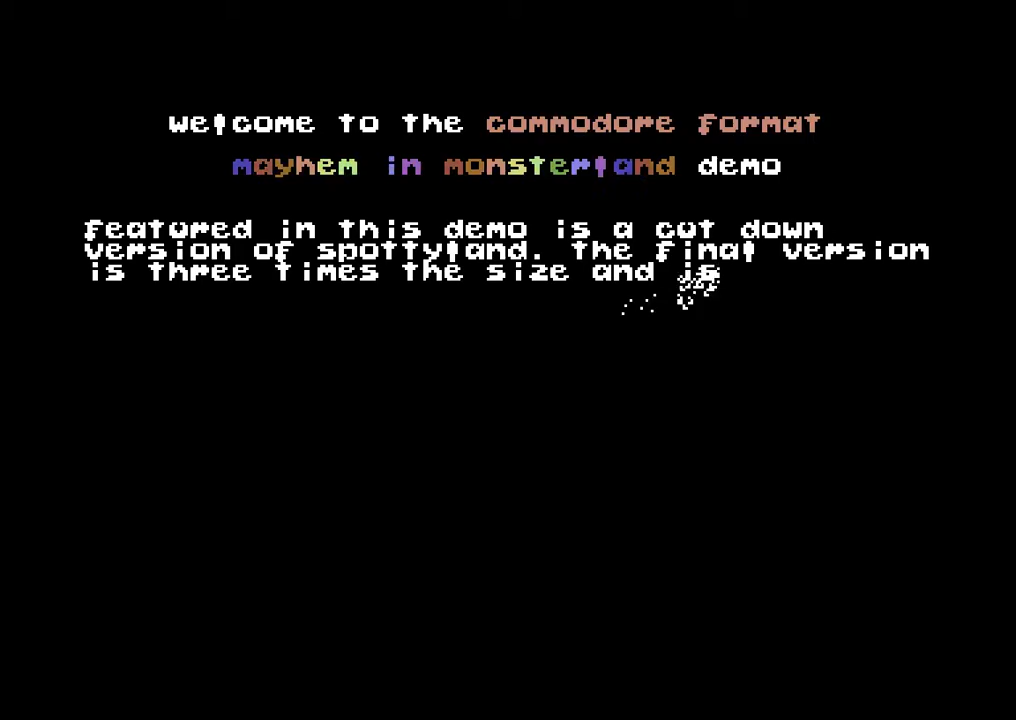 welcome to the commodore format
mayhem in monsterland demo
featured in this demo is a cut down
version of spottyland. the final version
is three times the size and is